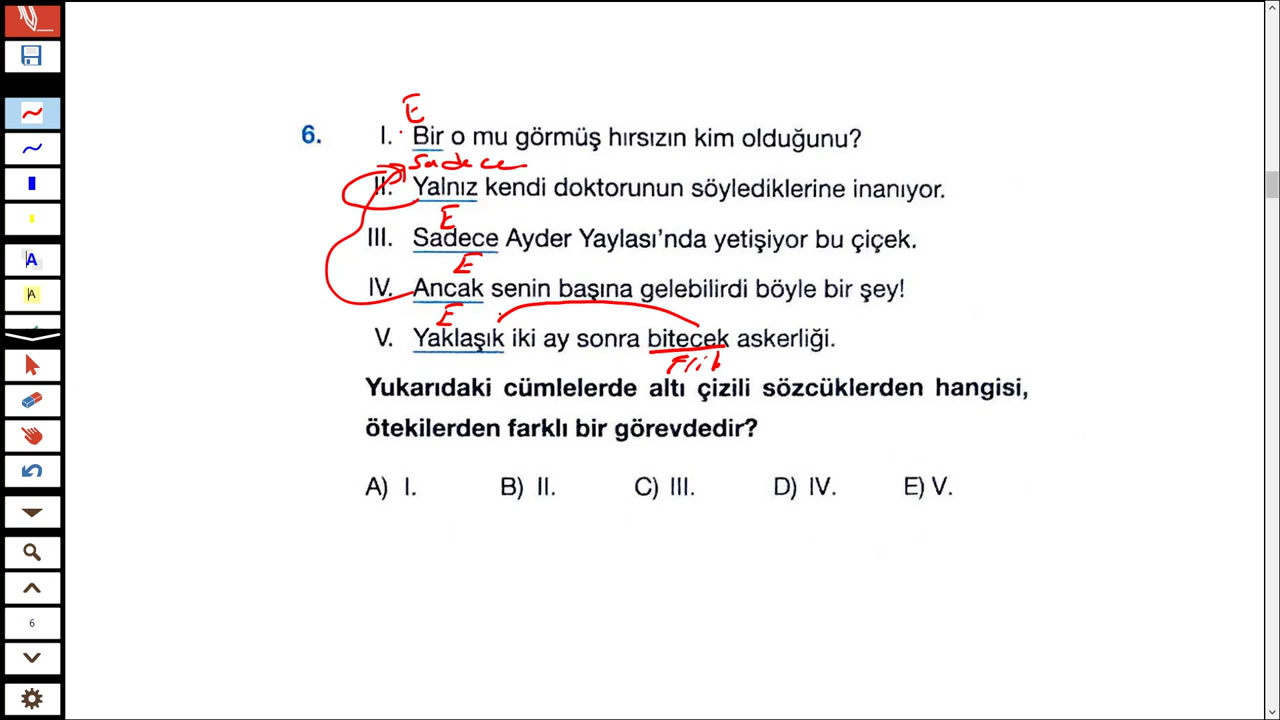 E
6. I. Bir o mu görmüş hırsızın kim olduğunu?
Sadece
II. Yalnız kendi doktorunun söylediklerine inanıyor.
E
III. Sadece Ayder Yaylası'nda yetişiyor bu çiçek.
E
IV. Ancak senin başına gelebilirdi böyle bir şey!
E
V. Yaklaşık iki ay sonra bitecek askerliği.
Yukarıdaki cümlelerde altı çizili sözcüklerden hangisi,
ötekilerden farklı bir görevdedir?
A) I. B) II. C) III. D) IV. E) V.
A
A
6